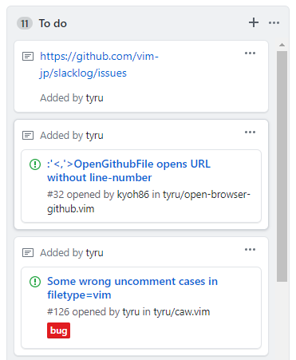 11 To do
https://github.com/vim-
jp/slacklog/issues
Added by tyru
Added by tyru
:'<,'>OpenGithubFile opens URL
without line-number
#32 opened by kyoh86 in tyru/open-browser-
github.vim
Added by tyru
Some wrong uncomment cases in
filetype=vim
#126 opened by tyru in tyru/caw.vim
bug